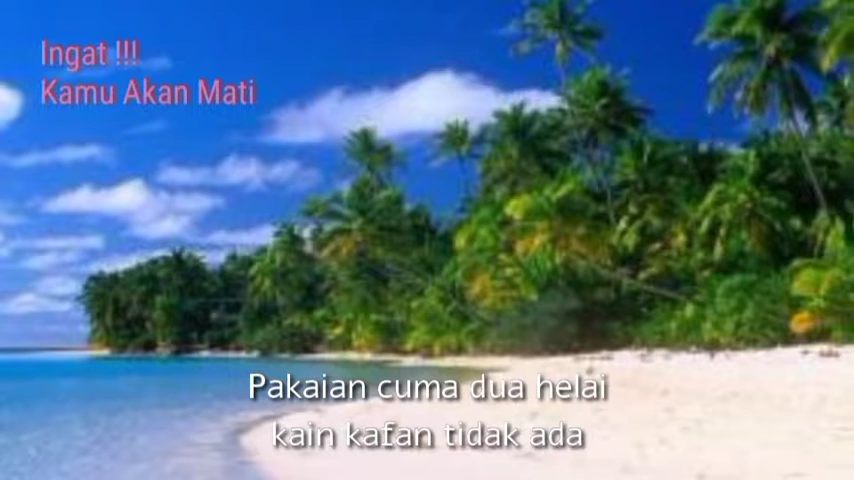 Ingat !!!
Kamu Akan Mati
Pakaian cuma dua helai
kain kafan tidak ada